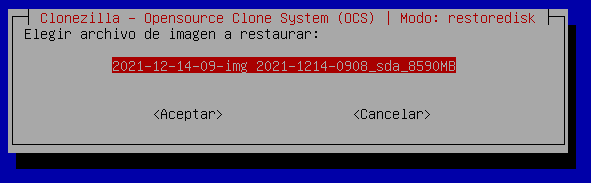 Clonezilla - Opensource Clone System (OCS) | Modo: restoredisk
Elegir archivo de imagen a restaurar:
2021-12-14-09-img 2021-1214-0908_sda_8590MB
<Aceptar> <Cancelar>